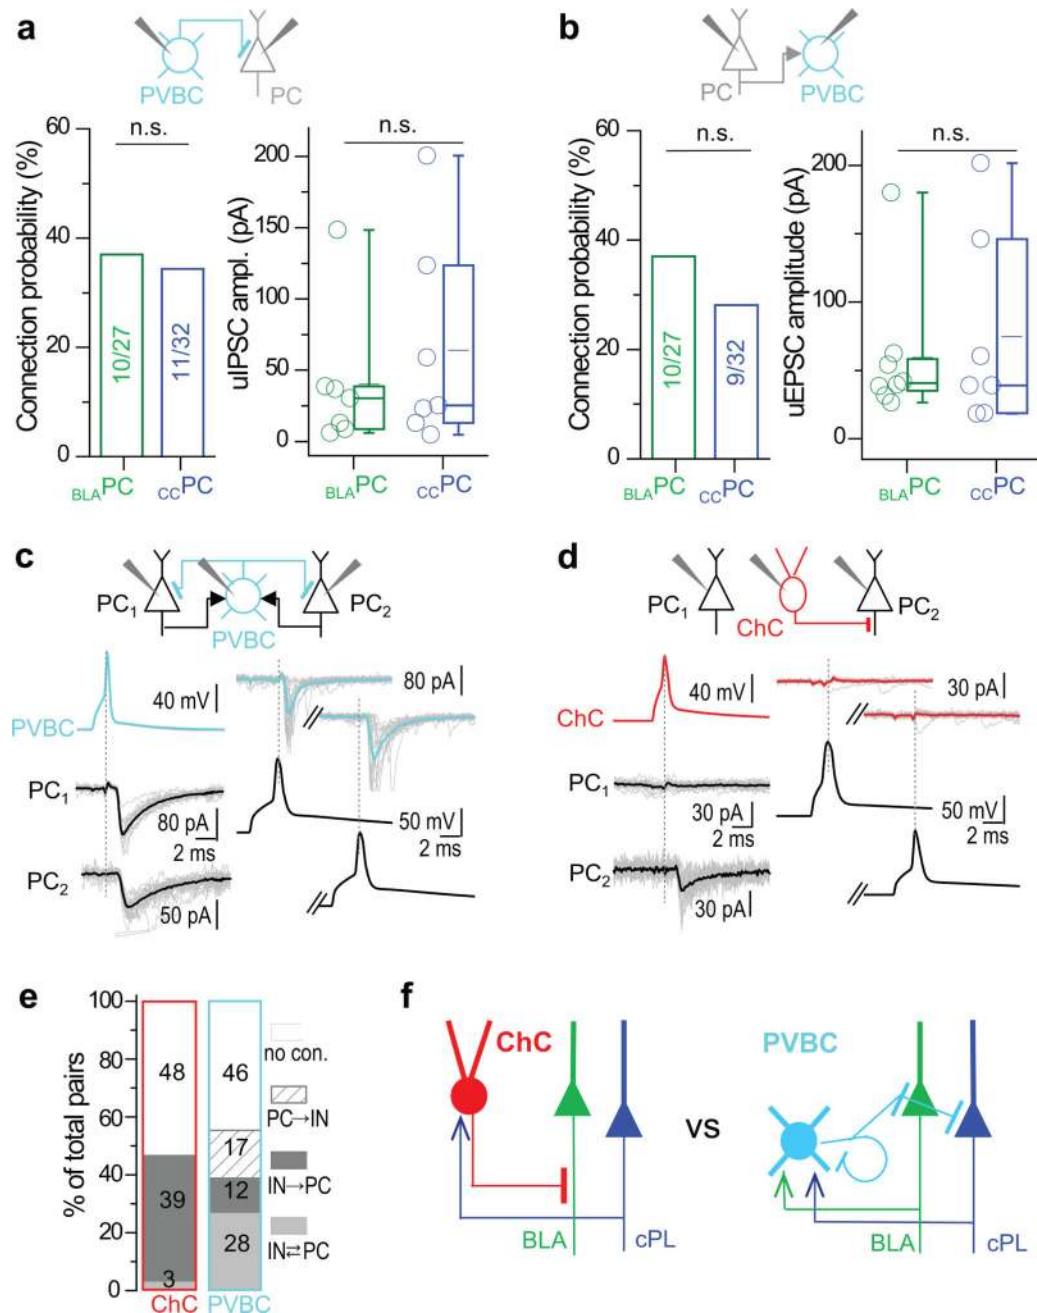 a
PVBC
PC
n.s.
n.s.
Connection probability (%)
60
40
20
0
10/27
11/32
BLAPC
CCPC
uIPSC ampl. (pA)
200
150
100
50
0
BLAPC
CCPC
b
PC
PVBC
n.s.
n.s.
Connection probability (%)
60
40
20
0
10/27
9/32
BLAPC
CCPC
uEPSC amplitude (pA)
200
100
0
BLAPC
CCPC
c
PC1
PC2
PVBC
PVBC
40 mV
80 pA
PC1
80 pA
2 ms
50 mV
2 ms
PC2
50 pA
d
PC1
PC2
ChC
ChC
40 mV
30 pA
PC1
30 pA
2 ms
50 mV
2 ms
PC2
30 pA
e
% of total pairs
100
80
60
40
20
0
48
39
3
46
17
12
28
ChC
PVBC
no con.
PC→IN
IN→PC
IN⇄PC
f
ChC
BLA
cPL
VS
PVBC
BLA
cPL